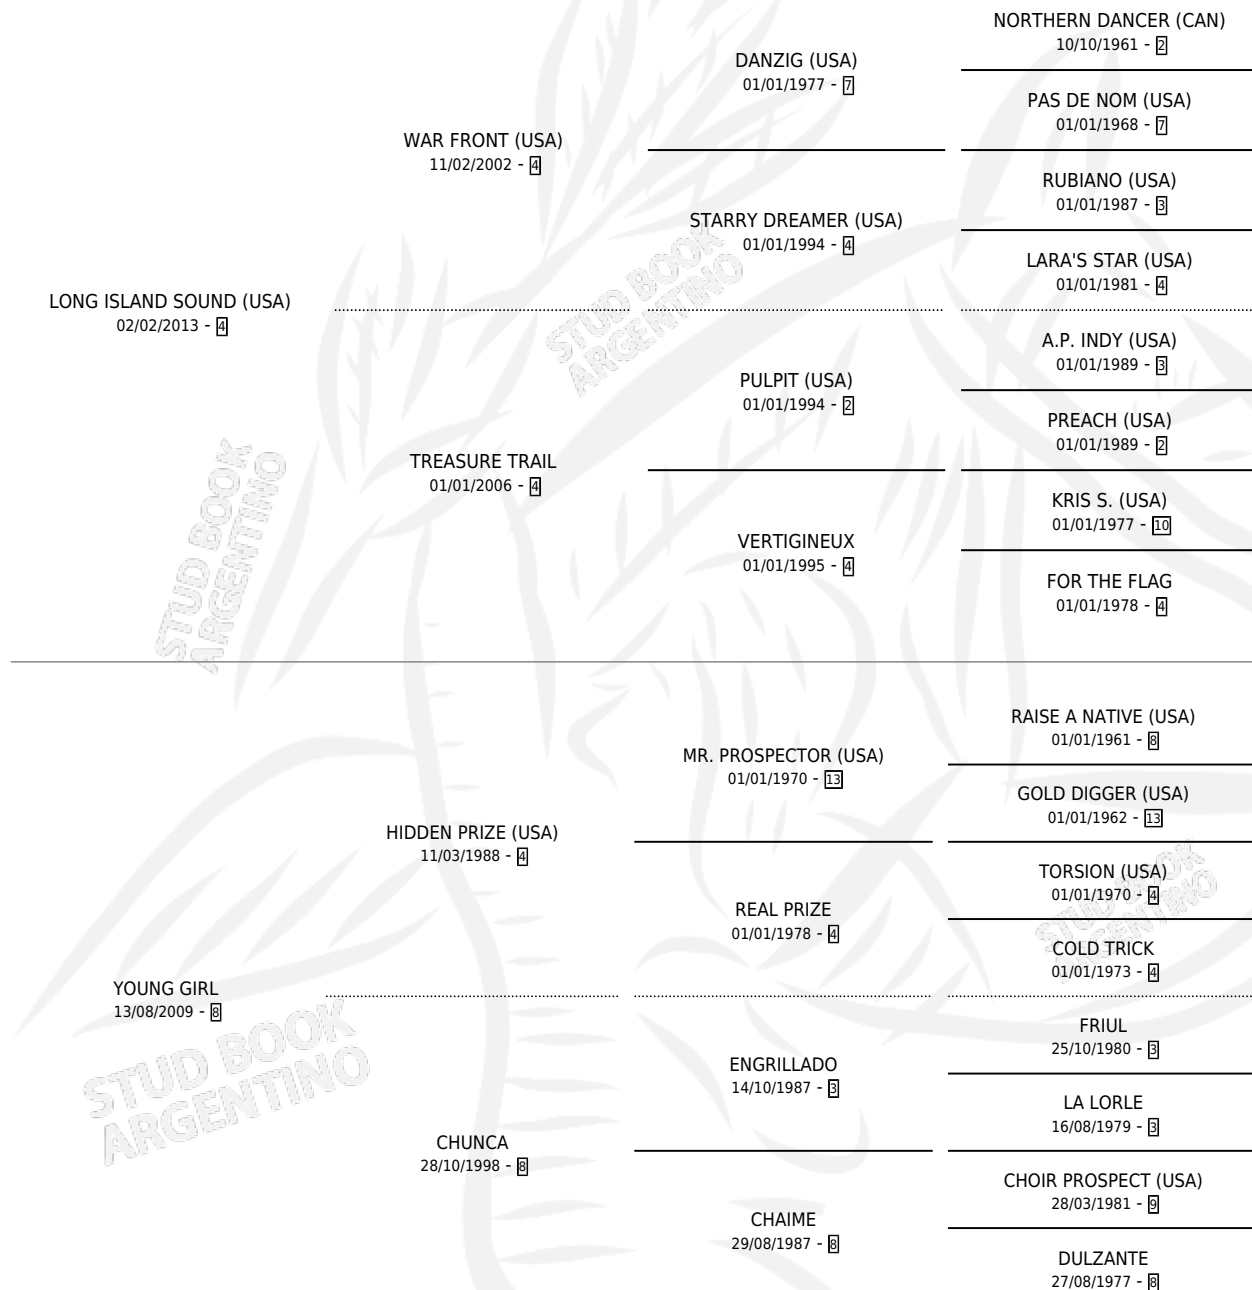 NORTHERN DANCER (CAN)
10/10/1961 - 2
DANZIG (USA)
01/01/1977 - 7
PAS DE NOM (USA)
01/01/1968 - 7
WAR FRONT (USA)
11/02/2002 - 4
RUBIANO (USA)
01/01/1987 - 3
STARRY DREAMER (USA)
01/01/1994 - 4
LARA'S STAR (USA)
01/01/1981 - 4
LONG ISLAND SOUND (USA)
02/02/2013 - 4
STUD BOOK
ARGENTINO
A.P. INDY (USA)
01/01/1989 - 3
PULPIT (USA)
01/01/1994 - 2
PREACH (USA)
01/01/1989 - 2
TREASURE TRAIL
01/01/2006 - 4
KRIS S. (USA)
01/01/1977 - 10
VERTIGINEUX
01/01/1995 - 4
FOR THE FLAG
01/01/1978 - 4
STUD BOOK
ARGENTINO
RAISE A NATIVE (USA)
01/01/1961 - 8
MR. PROSPECTOR (USA)
01/01/1970 - 13
GOLD DIGGER (USA)
01/01/1962 - 13
HIDDEN PRIZE (USA)
11/03/1988 - 4
TORSION (USA)
01/01/1970 - 4
REAL PRIZE
01/01/1978 - 4
COLD TRICK
01/01/1973 - 4
STUD BOOK
ARGENTINO
YOUNG GIRL
13/08/2009 - 8
FRIUL
25/10/1980 - 3
ENGRILLADO
14/10/1987 - 3
LA LORLE
16/08/1979 - 3
STUD BOOK
ARGENTINO
CHUNCA
28/10/1998 - 8
CHOIR PROSPECT (USA)
28/03/1981 - 9
CHAIME
29/08/1987 - 8
DULZANTE
27/08/1977 - 8